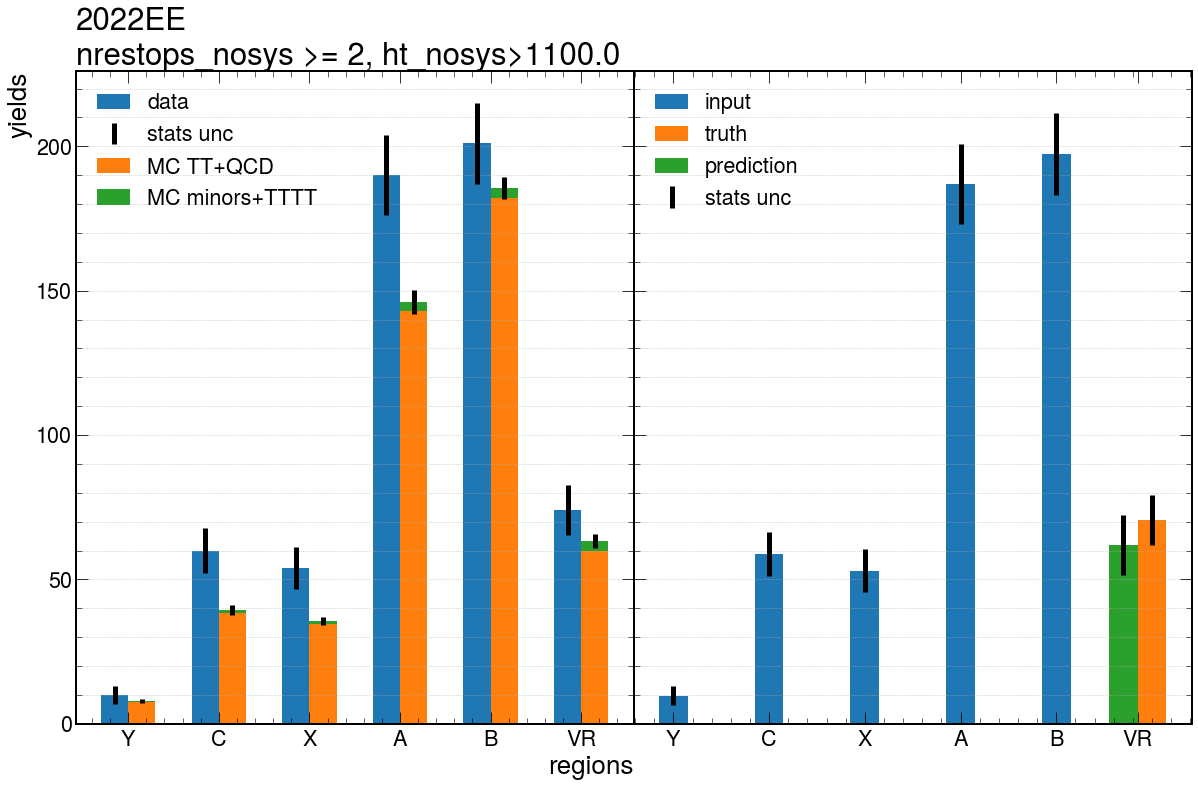 2022EE
nrestops_nosys >= 2, ht_nosys>1100.0
yields
data
stats unc
MC TT+QCD
MC minors+TTTT
input
truth
prediction
stats unc
200
150
100
50
0
Y C X A B VR
Y C X A B VR
regions